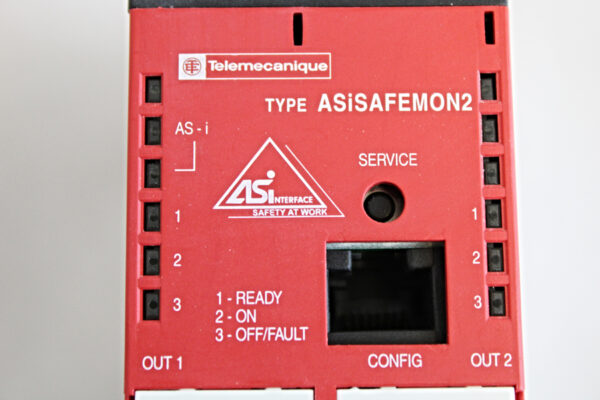 Telemecanique
TYPE ASiSAFEMON2
AS-i
SERVICE
ASi INTERFACE
SAFETY AT WORK
1
1
2
2
3
3
1 - READY
2 - ON
3 - OFF/FAULT
OUT 1
CONFIG
OUT 2